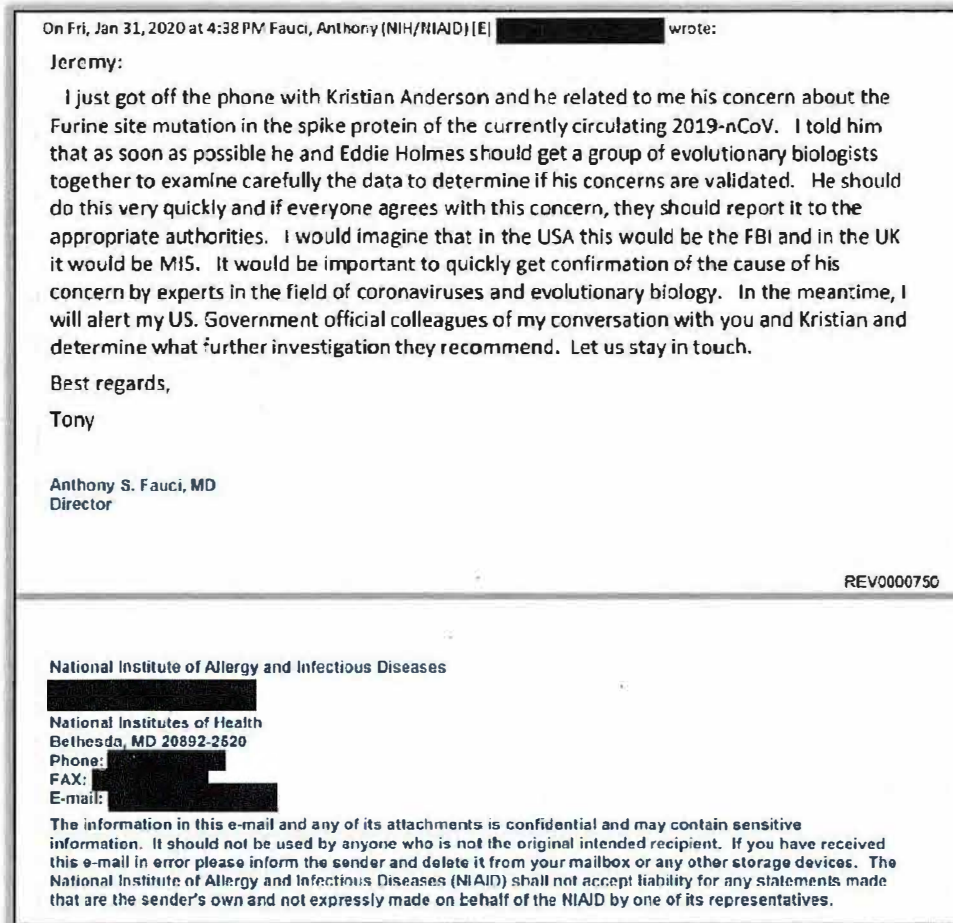 On Fri, Jan 31, 2020 at 4:38 PM Fauci, Anthony (NIH/NIAID) [E] wrote:
Jeremy:
I just got off the phone with Kristian Anderson and he related to me his concern about the
Furine site mutation in the spike protein of the currently circulating 2019-nCoV. I told him
that as soon as possible he and Eddie Holmes should get a group of evolutionary biologists
together to examine carefully the data to determine if his concerns are validated. He should
do this very quickly and if everyone agrees with this concern, they should report it to the
appropriate authorities. I would imagine that in the USA this would be the FBI and in the UK
it would be MI5. It would be important to quickly get confirmation of the cause of his
concern by experts in the field of coronaviruses and evolutionary biology. In the meantime, I
will alert my US. Government official colleagues of my conversation with you and Kristian and
determine what further investigation they recommend. Let us stay in touch.
Best regards,
Tony
Anthony S. Fauci, MD
Director
REV0000750
National Institute of Allergy and Infectious Diseases
National Institutes of Health
Bethesda, MD 20892-2520
Phone:
FAX:
E-mail:
The information in this e-mail and any of its attachments is confidential and may contain sensitive
information. It should not be used by anyone who is not the original intended recipient. If you have received
this e-mail in error please inform the sender and delete it from your mailbox or any other storage devices. The
National Institute of Allergy and Infectious Diseases (NIAID) shall not accept liability for any statements made
that are the sender's own and not expressly made on behalf of the NIAID by one of its representatives.